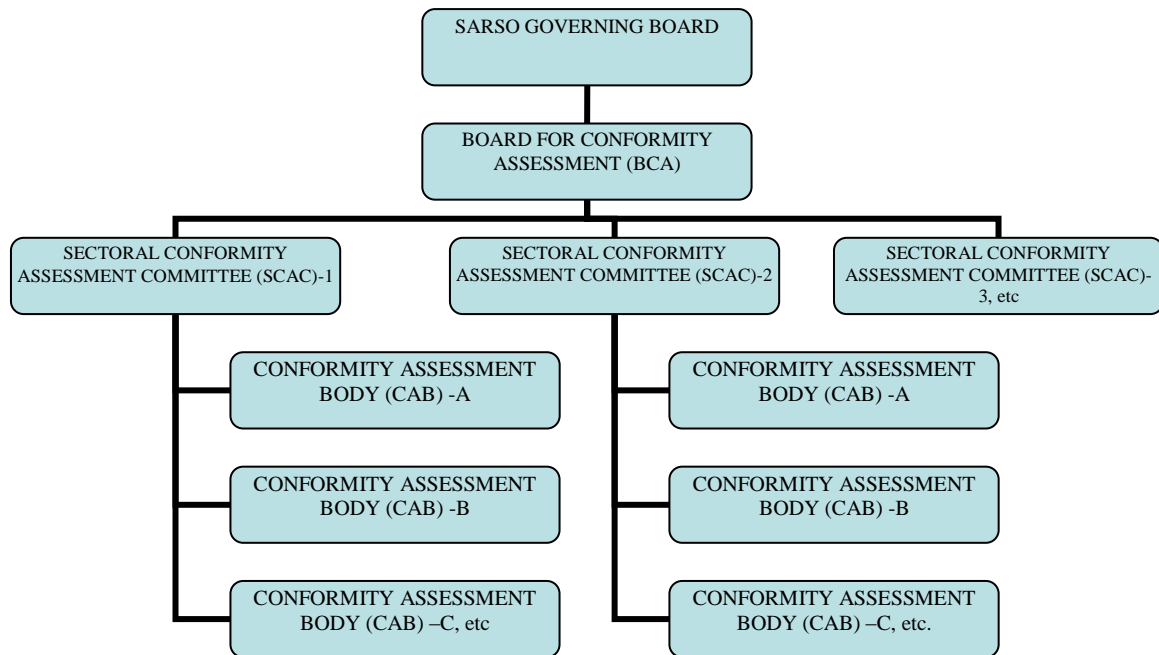 SARSO GOVERNING BOARD
BOARD FOR CONFORMITY
ASSESSMENT (BCA)
SECTORAL CONFORMITY
ASSESSMENT COMMITTEE (SCAC)-1
SECTORAL CONFORMITY
ASSESSMENT COMMITTEE (SCAC)-2
SECTORAL CONFORMITY
ASSESSMENT COMMITTEE (SCAC)-
3, etc
CONFORMITY ASSESSMENT
BODY (CAB) -A
CONFORMITY ASSESSMENT
BODY (CAB) -A
CONFORMITY ASSESSMENT
BODY (CAB) -B
CONFORMITY ASSESSMENT
BODY (CAB) -B
CONFORMITY ASSESSMENT
BODY (CAB) –C, etc
CONFORMITY ASSESSMENT
BODY (CAB) –C, etc.